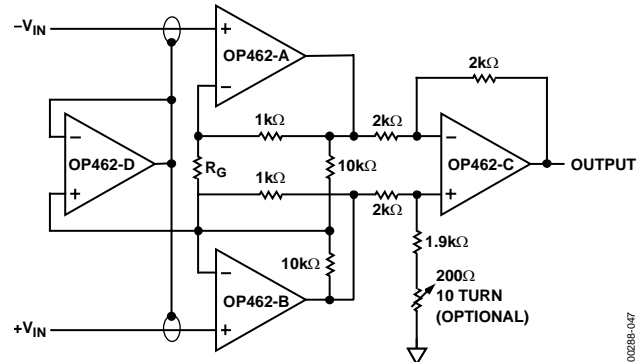 −VIN
+
OP462-A
−
2kΩ
1kΩ
2kΩ
−
OP462-D
+
RG
10kΩ
−
OP462-C
+
OUTPUT
1kΩ
2kΩ
1.9kΩ
−
OP462-B
+
10kΩ
200Ω
10 TURN
(OPTIONAL)
+VIN
00288-047